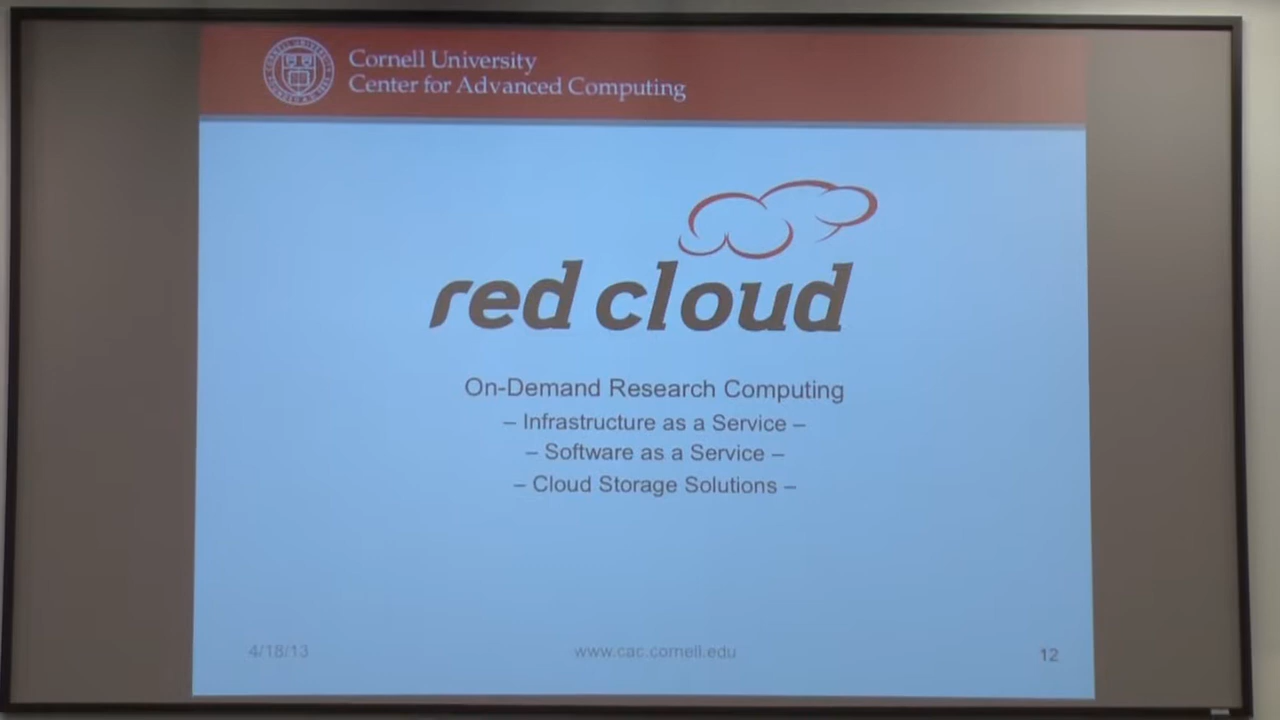 Cornell University
Center for Advanced Computing
red cloud
On-Demand Research Computing
– Infrastructure as a Service –
– Software as a Service –
– Cloud Storage Solutions –
4/18/13 www.cac.cornell.edu 12